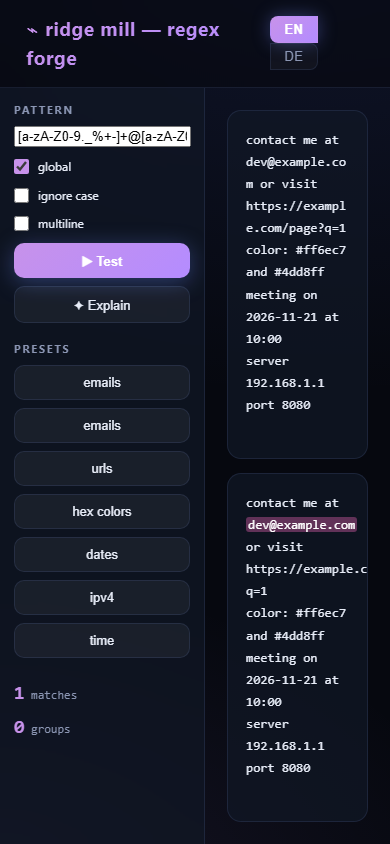 ⌁ ridge mill — regex
forge
EN
DE
PATTERN
[a-zA-Z0-9._%+-]+@[a-zA-Z
global
ignore case
multiline
▶ Test
✦ Explain
PRESETS
emails
emails
urls
hex colors
dates
ipv4
time
1 matches
0 groups
contact me at
dev@example.co
m or visit
https://exampl
e.com/page?q=1
color: #ff6ec7
and #4dd8ff
meeting on
2026-11-21 at
10:00
server
192.168.1.1
port 8080
contact me at
dev@example.com
or visit
https://example.c
q=1
color: #ff6ec7
and #4dd8ff
meeting on
2026-11-21 at
10:00
server
192.168.1.1
port 8080